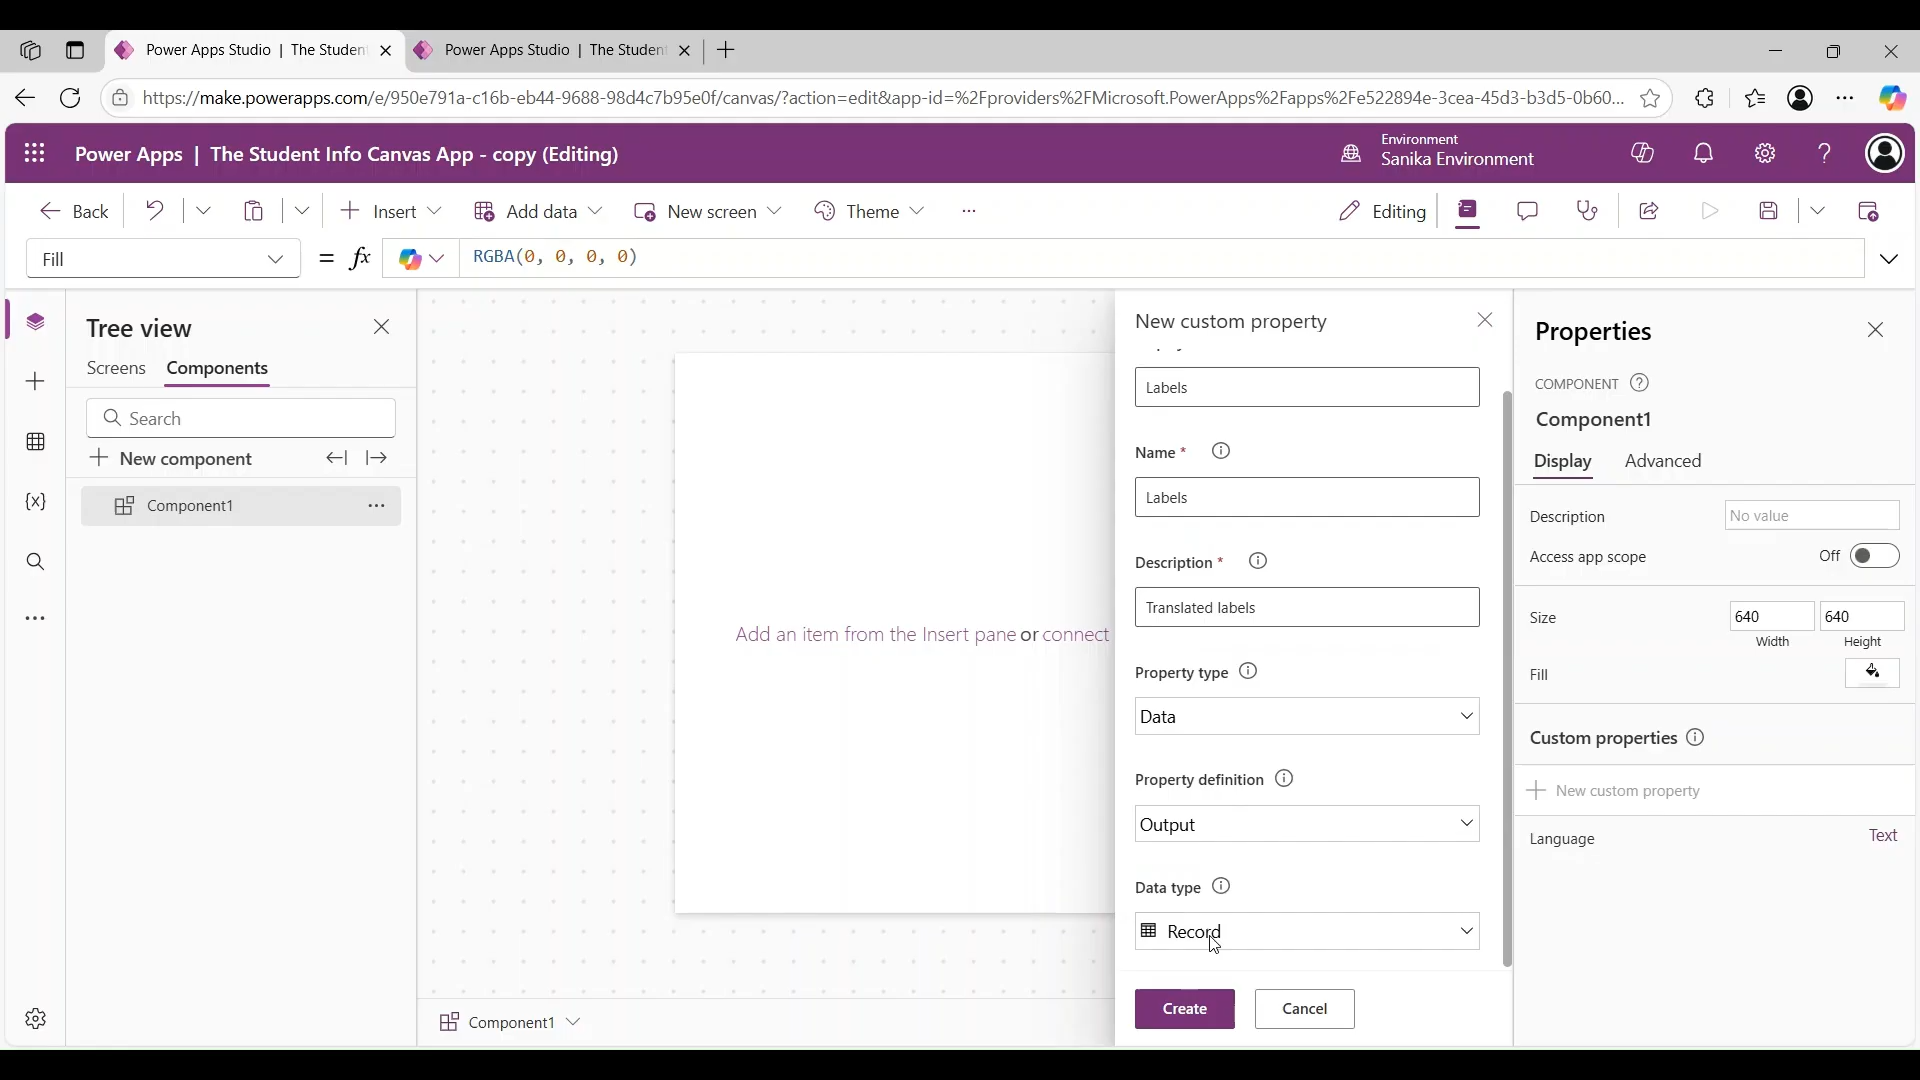 Power Apps Studio | The Student
Power Apps Studio | The Student
https://make.powerapps.com/e/950e791a-c16b-eb44-9688-98d4c7b95e0f/canvas/?action=edit&app-id=%2Fproviders%2FMicrosoft.PowerApps%2Fapps%2Fe522894e-3cea-45d3-b3d5-0b60...
Power Apps | The Student Info Canvas App - copy (Editing)
Environment
Sanika Environment
Back
Insert
Add data
New screen
Theme
...
Editing
Fill
= fx
RGBA(0, 0, 0, 0)
Tree view
Screens
Components
Search
New component
Component1
Add an item from the Insert pane or connect
Component1
New custom property
Labels
Name *
Labels
Description *
Translated labels
Property type
Data
Property definition
Output
Data type
Record
Create
Cancel
Properties
COMPONENT
Component1
Display
Advanced
Description
No value
Access app scope
Off
Size
640
640
Width
Height
Fill
Custom properties
New custom property
Language
Text